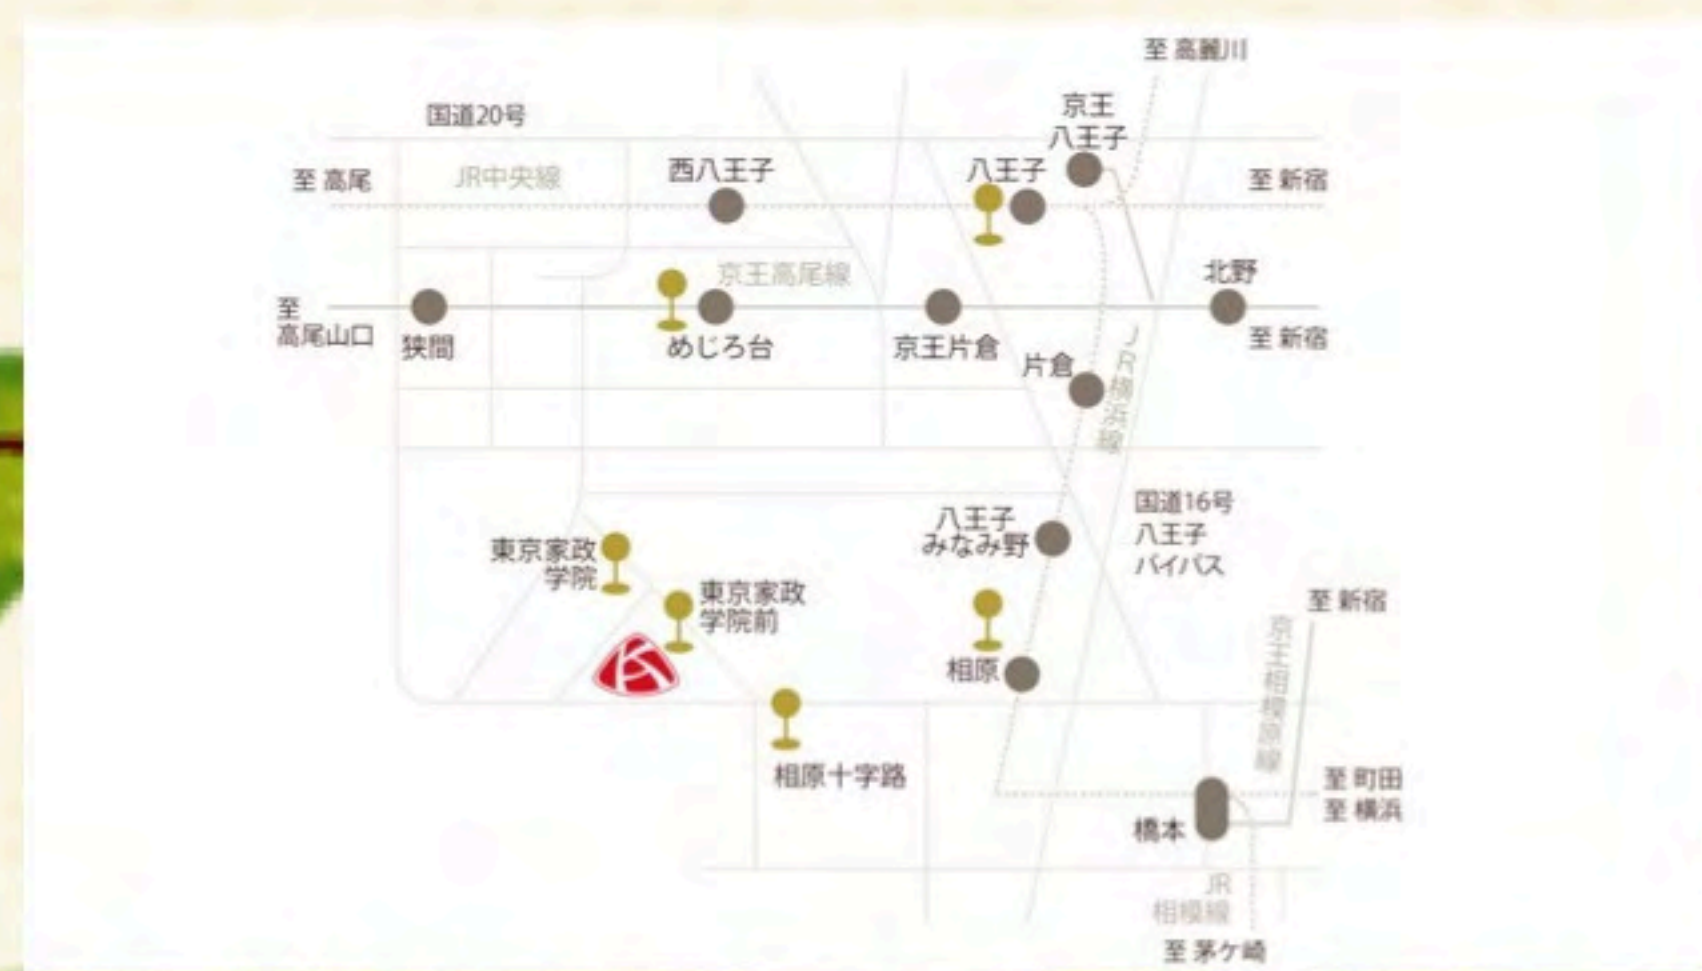 至 高麗川
京王
八王子
国道20号
至 高尾
JR中央線
西八王子
八王子
至 新宿
京王高尾線
北野
至
高尾山口
狭間
めじろ台
京王片倉
至 新宿
片倉
JR横浜線
国道16号
八王子
バイパス
八王子
みなみ野
東京家政
学院
東京家政
学院前
至 新宿
京王相模原線
相原
相原十字路
至 町田
至 横浜
橋本
JR
相模線
至 茅ケ崎